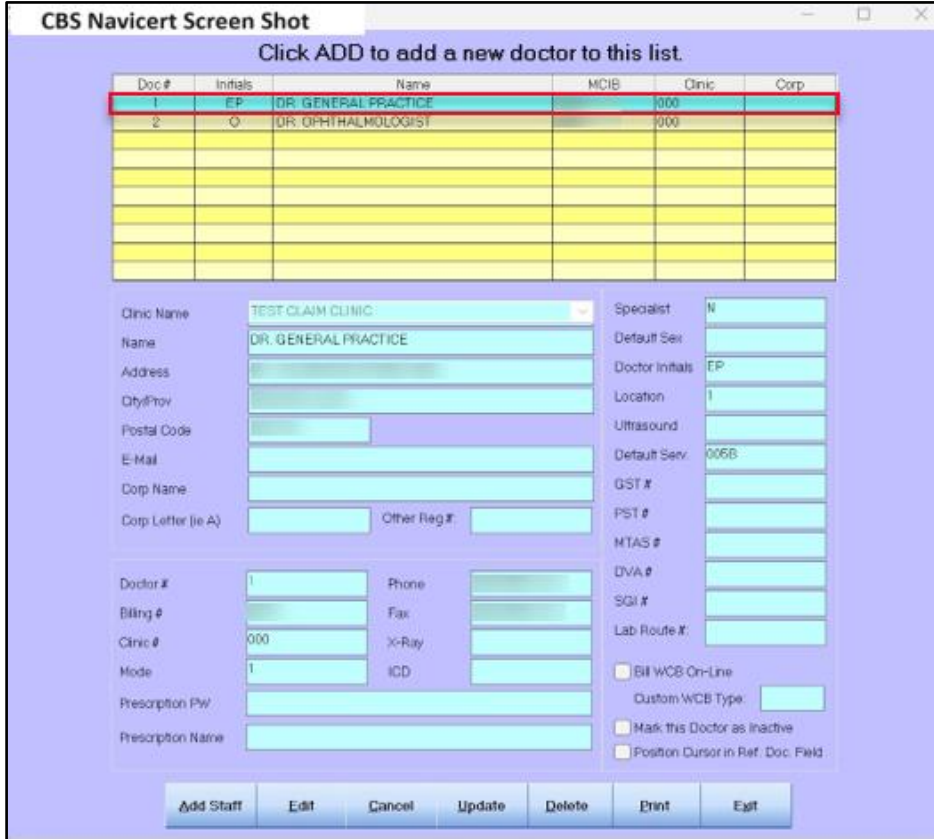 CBS Navicert Screen Shot
Click ADD to add a new doctor to this list.
Doc # Initials Name MCIB Clinic Corp
1 EP DR. GENERAL PRACTICE 000
2 O DR. OPHTHALMOLOGIST 000
Clinic Name TEST CLAIM CLINIC
Name DR. GENERAL PRACTICE
Address
City/Prov
Postal Code
E-Mail
Corp Name
Corp Letter (ie A) Other Reg #:
Specialist N
Default Sex
Doctor Initials EP
Location 1
Ultrasound
Default Serv. 005B
GST #
PST #
MTAS #
DVA #
SGI #
Lab Route #:
Doctor # 1 Phone
Billing # Fax
Clinic # 000 X-Ray
Mode 1 ICD
Prescription PW
Prescription Name
Bill WCB On-Line
Custom WCB Type:
Mark this Doctor as Inactive
Position Cursor in Ref. Doc. Field
Add Staff Edit Cancel Update Delete Print Exit